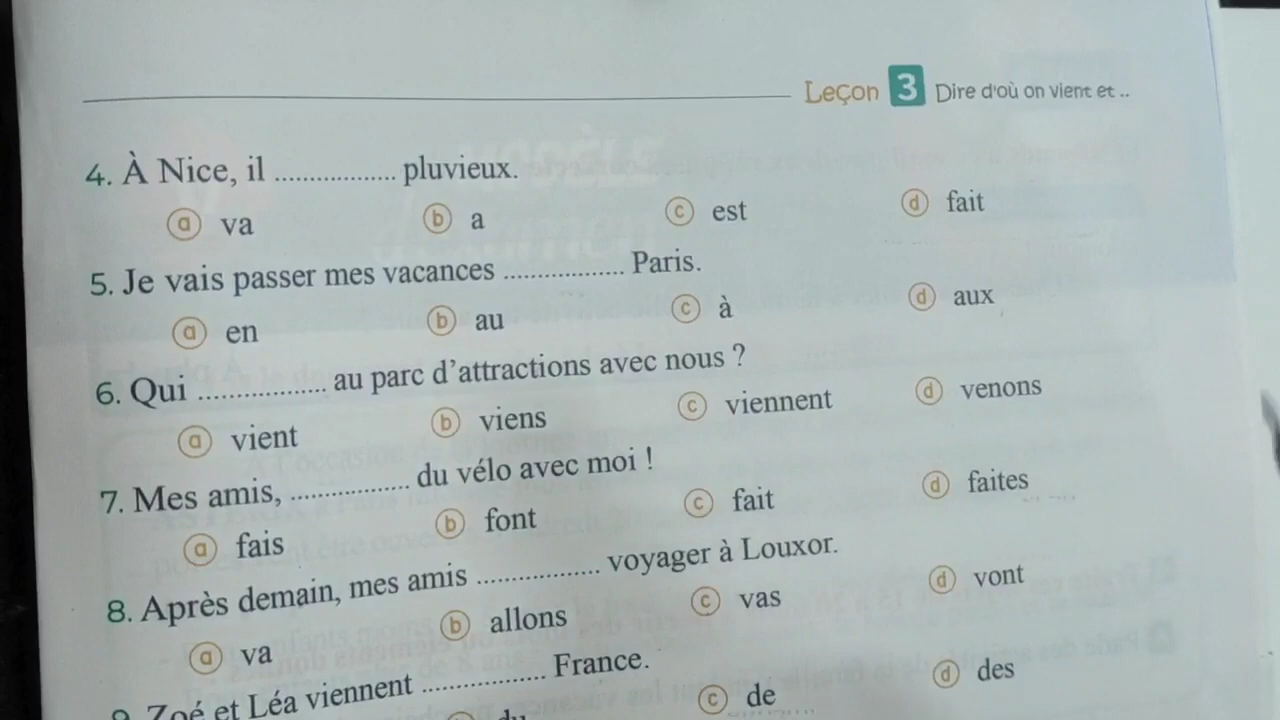 Leçon 3 Dire d'où on vient et ..
4. À Nice, il ................. pluvieux.
ⓐ va ⓑ a ⓒ est ⓓ fait
5. Je vais passer mes vacances ................. Paris.
ⓐ en ⓑ au ⓒ à ⓓ aux
6. Qui .................. au parc d'attractions avec nous ?
ⓐ vient ⓑ viens ⓒ viennent ⓓ venons
7. Mes amis, ................. du vélo avec moi !
ⓐ fais ⓑ font ⓒ fait ⓓ faites
8. Après demain, mes amis ................. voyager à Louxor.
ⓐ va ⓑ allons ⓒ vas ⓓ vont
9. Zoé et Léa viennent ................. France.
du ⓒ de ⓓ des